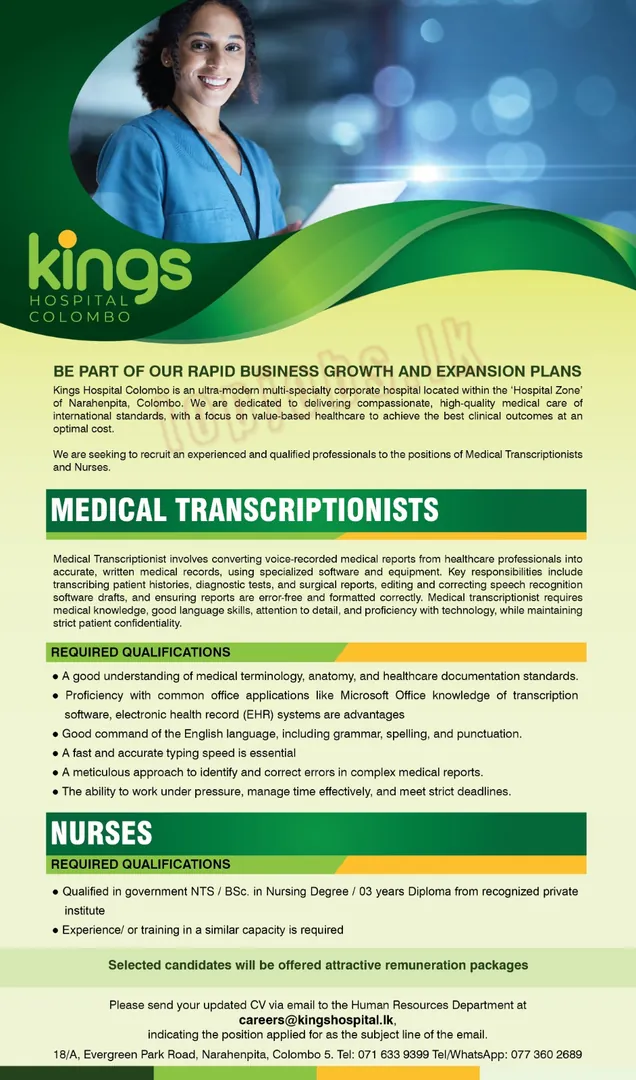 kings
HOSPITAL
COLOMBO
topjobs.lk
BE PART OF OUR RAPID BUSINESS GROWTH AND EXPANSION PLANS
Kings Hospital Colombo is an ultra-modern multi-specialty corporate hospital located within the ‘Hospital Zone’
of Narahenpita, Colombo. We are dedicated to delivering compassionate, high-quality medical care of
international standards, with a focus on value-based healthcare to achieve the best clinical outcomes at an
optimal cost.
We are seeking to recruit an experienced and qualified professionals to the positions of Medical Transcriptionists
and Nurses.
MEDICAL TRANSCRIPTIONISTS
Medical Transcriptionist involves converting voice-recorded medical reports from healthcare professionals into
accurate, written medical records, using specialized software and equipment. Key responsibilities include
transcribing patient histories, diagnostic tests, and surgical reports, editing and correcting speech recognition
software drafts, and ensuring reports are error-free and formatted correctly. Medical transcriptionist requires
medical knowledge, good language skills, attention to detail, and proficiency with technology, while maintaining
strict patient confidentiality.
REQUIRED QUALIFICATIONS
● A good understanding of medical terminology, anatomy, and healthcare documentation standards.
● Proficiency with common office applications like Microsoft Office knowledge of transcription
software, electronic health record (EHR) systems are advantages
● Good command of the English language, including grammar, spelling, and punctuation.
● A fast and accurate typing speed is essential
● A meticulous approach to identify and correct errors in complex medical reports.
● The ability to work under pressure, manage time effectively, and meet strict deadlines.
NURSES
REQUIRED QUALIFICATIONS
● Qualified in government NTS / BSc. in Nursing Degree / 03 years Diploma from recognized private
institute
● Experience/ or training in a similar capacity is required
Selected candidates will be offered attractive remuneration packages
Please send your updated CV via email to the Human Resources Department at
careers@kingshospital.lk,
indicating the position applied for as the subject line of the email.
18/A, Evergreen Park Road, Narahenpita, Colombo 5. Tel: 071 633 9399 Tel/WhatsApp: 077 360 2689